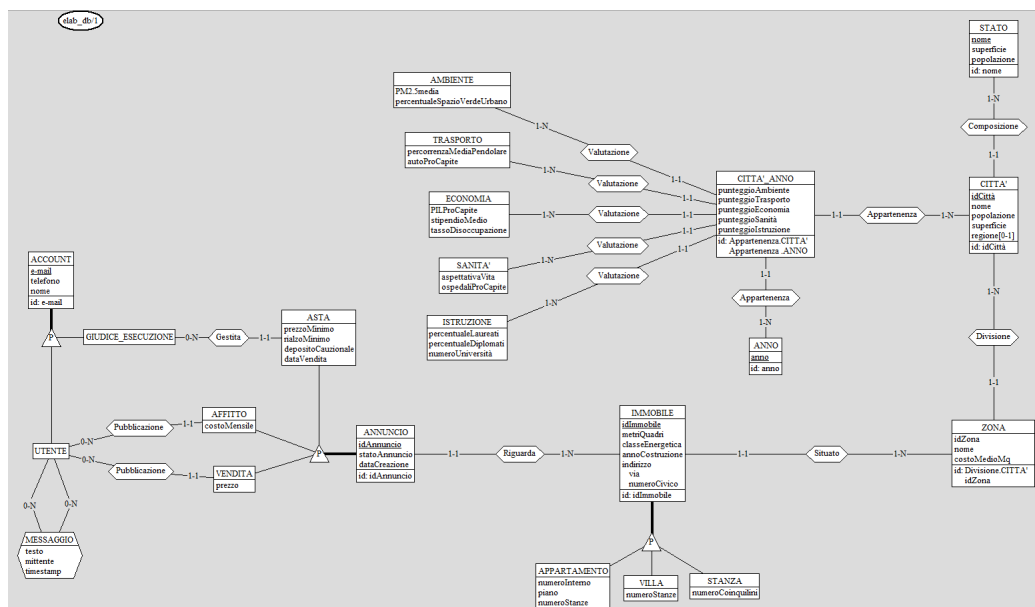 elab_db/1
STATO
nome
superficie
popolazione
id: nome
1-N
Composizione
1-1
AMBIENTE
PM2.5media
percentualeSpazioVerdeUrbano
1-N
Valutazione
1-1
TRASPORTO
percorrenzaMediaPendolare
autoProCapite
1-N
Valutazione
1-1
ECONOMIA
PILProCapite
stipendioMedio
tassoDisoccupazione
1-N
Valutazione
1-1
SANITA'
aspettativaVita
ospedaliProCapite
1-N
Valutazione
1-1
ISTRUZIONE
percentualeLaureati
percentualeDiplomati
numeroUniversità
1-N
Valutazione
1-1
CITTA'_ANNO
punteggioAmbiente
punteggioTrasporto
punteggioEconomia
punteggioSanità
punteggioIstruzione
id: Appartenenza.CITTA'
Appartenenza .ANNO
1-1
Appartenenza
1-N
CITTA'
idCittà
nome
popolazione
superficie
regione[0-1]
id: idCittà
1-1
Appartenenza
1-N
ANNO
anno
id: anno
1-N
Divisione
1-1
ACCOUNT
e-mail
telefono
nome
id: e-mail
P
GIUDICE_ESECUZIONE
0-N
Gestita
1-1
ASTA
prezzoMinimo
rialzoMinimo
depositoCauzionale
dataVendita
UTENTE
0-N
Pubblicazione
1-1
AFFITTO
costoMensile
0-N
Pubblicazione
1-1
VENDITA
prezzo
P
ANNUNCIO
idAnnuncio
statoAnnuncio
dataCreazione
id: idAnnuncio
1-1
Riguarda
1-N
IMMOBILE
idImmobile
metriQuadri
classeEnergetica
annoCostruzione
indirizzo
via
numeroCivico
id: idImmobile
1-1
Situato
1-N
ZONA
idZona
nome
costoMedioMq
id: Divisione.CITTA'
idZona
0-N
0-N
MESSAGGIO
testo
mittente
timestamp
P
APPARTAMENTO
numeroInterno
piano
numeroStanze
VILLA
numeroStanze
STANZA
numeroCoinquilini